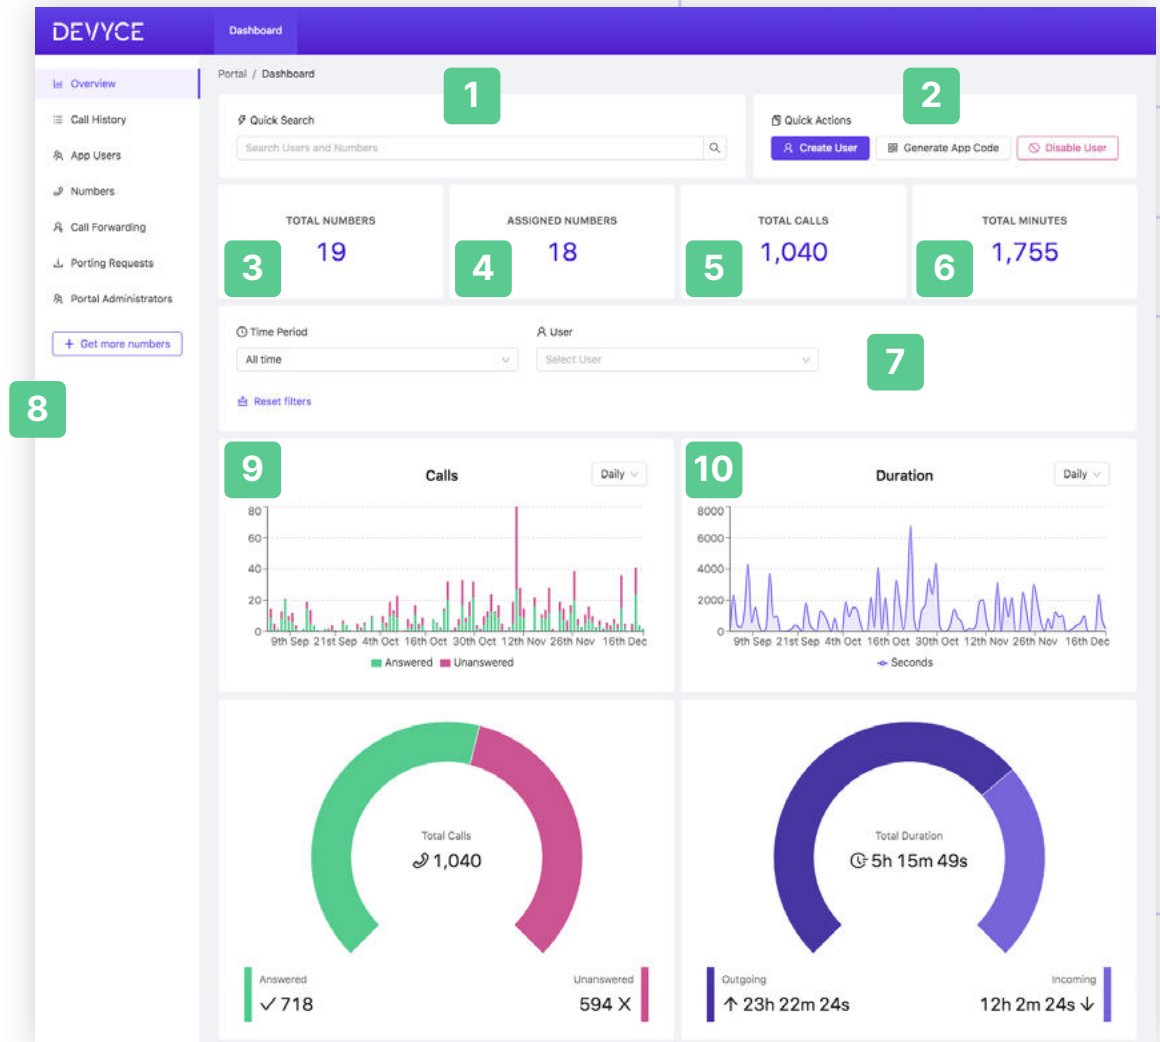 DEVYCE
Dashboard
Overview
Call History
App Users
Numbers
Call Forwarding
Porting Requests
Portal Administrators
+ Get more numbers
8
Portal / Dashboard
1
Quick Search
Search Users and Numbers
2
Quick Actions
Create User
Generate App Code
Disable User
TOTAL NUMBERS
19
3
ASSIGNED NUMBERS
18
4
TOTAL CALLS
1,040
5
TOTAL MINUTES
1,755
6
Time Period
All time
User
Select User
7
Reset filters
9
Calls
Daily
80
60
40
20
0
9th Sep 21st Sep 4th Oct 16th Oct 30th Oct 12th Nov 26th Nov 16th Dec
Answered Unanswered
10
Duration
Daily
8000
6000
4000
2000
0
9th Sep 21st Sep 4th Oct 16th Oct 30th Oct 12th Nov 26th Nov 16th Dec
Seconds
Total Calls
1,040
Answered
718
Unanswered
594
Total Duration
5h 15m 49s
Outgoing
23h 22m 24s
Incoming
12h 2m 24s